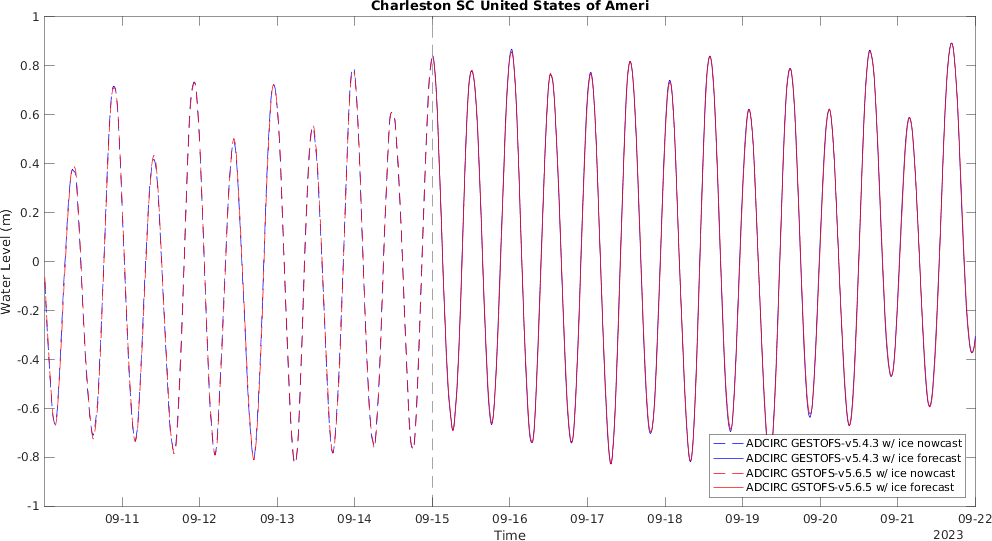 Charleston SC United States of Ameri
1
0.8
0.6
0.4
0.2
0
-0.2
-0.4
-0.6
-0.8
-1
Water Level (m)
ADCIRC GESTOFS-v5.4.3 w/ ice nowcast
ADCIRC GESTOFS-v5.4.3 w/ ice forecast
ADCIRC GSTOFS-v5.6.5 w/ ice nowcast
ADCIRC GSTOFS-v5.6.5 w/ ice forecast
09-11 09-12 09-13 09-14 09-15 09-16 09-17 09-18 09-19 09-20 09-21 09-22
Time
2023